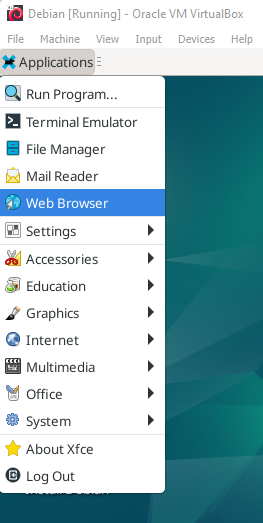 Debian [Running] - Oracle VM VirtualBox
File Machine View Input Devices Help
Applications
Run Program...
Terminal Emulator
File Manager
Mail Reader
Web Browser
Settings
Accessories
Education
Graphics
Internet
Multimedia
Office
System
About Xfce
Log Out